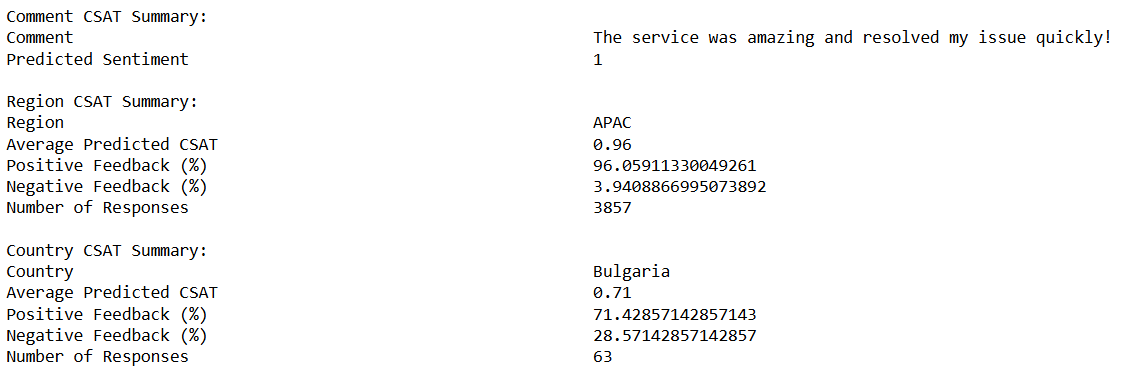 Comment CSAT Summary:
Comment The service was amazing and resolved my issue quickly!
Predicted Sentiment 1
Region CSAT Summary:
Region APAC
Average Predicted CSAT 0.96
Positive Feedback (%) 96.05911330049261
Negative Feedback (%) 3.9408866995073892
Number of Responses 3857
Country CSAT Summary:
Country Bulgaria
Average Predicted CSAT 0.71
Positive Feedback (%) 71.42857142857143
Negative Feedback (%) 28.57142857142857
Number of Responses 63